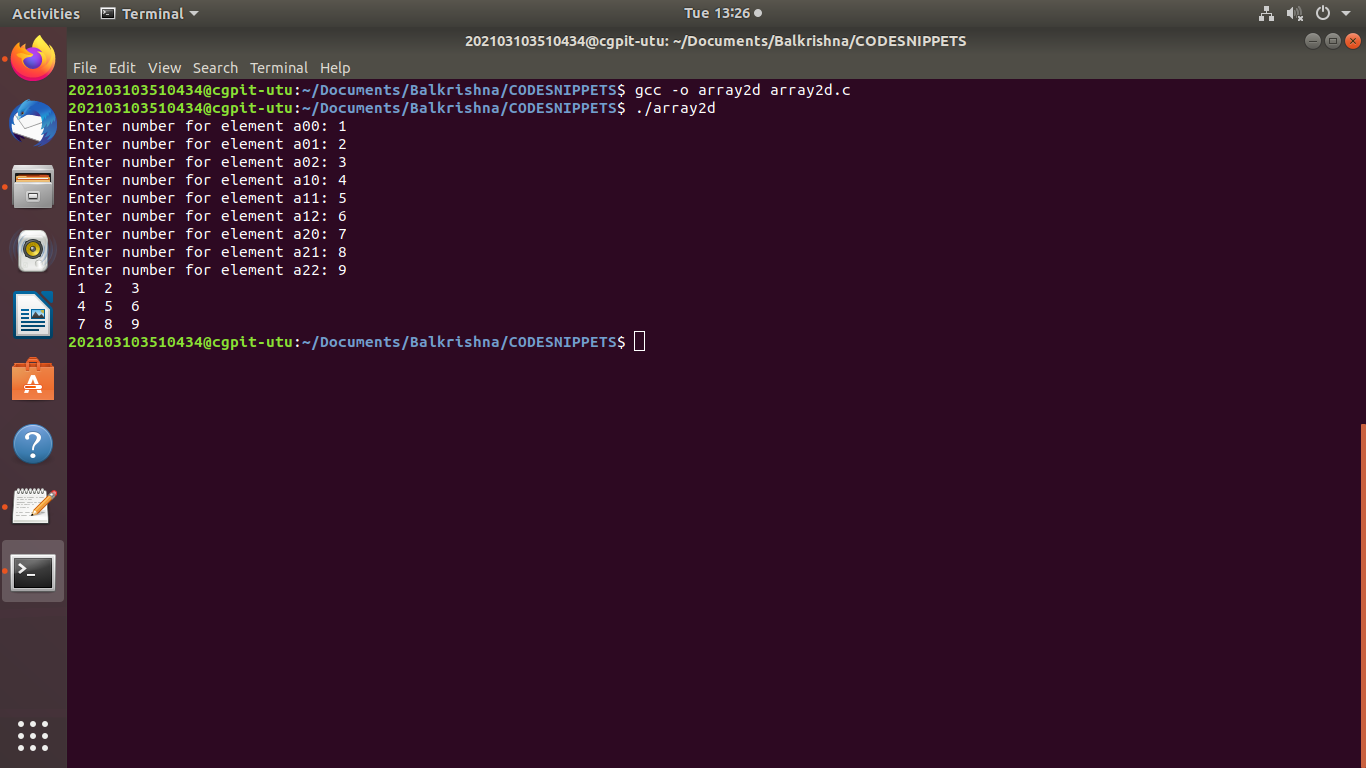 Activities Terminal Tue 13:26
202103103510434@cgpit-utu: ~/Documents/Balkrishna/CODESNIPPETS
File Edit View Search Terminal Help
202103103510434@cgpit-utu:~/Documents/Balkrishna/CODESNIPPETS$ gcc -o array2d array2d.c
202103103510434@cgpit-utu:~/Documents/Balkrishna/CODESNIPPETS$ ./array2d
Enter number for element a00: 1
Enter number for element a01: 2
Enter number for element a02: 3
Enter number for element a10: 4
Enter number for element a11: 5
Enter number for element a12: 6
Enter number for element a20: 7
Enter number for element a21: 8
Enter number for element a22: 9
 1  2  3
 4  5  6
 7  8  9
202103103510434@cgpit-utu:~/Documents/Balkrishna/CODESNIPPETS$